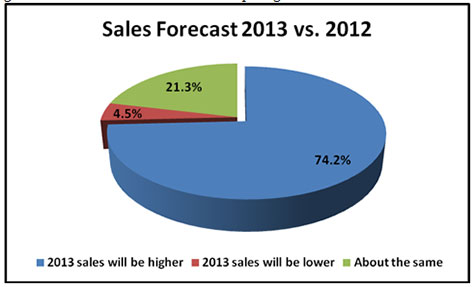 Sales Forecast 2013 vs. 2012
21.3%
4.5%
74.2%
2013 sales will be higher 2013 sales will be lower About the same